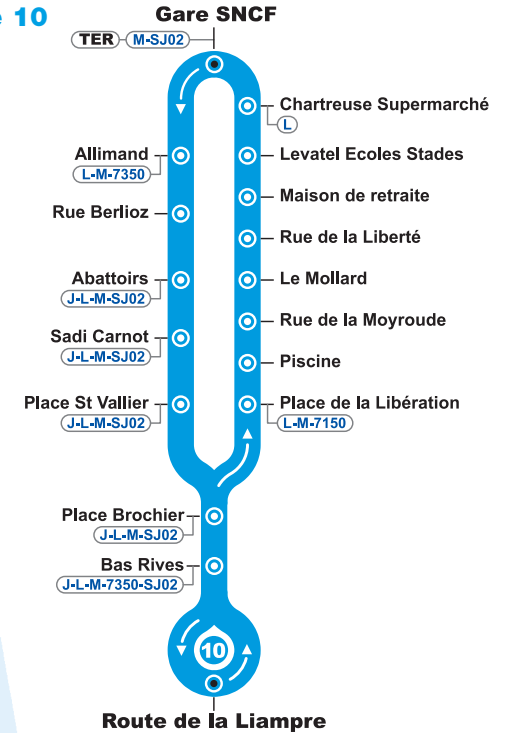 e 10
Gare SNCF
TER M-SJ02
Chartreuse Supermarché
L
Allimand
L-M-7350
Levatel Ecoles Stades
Maison de retraite
Rue Berlioz
Rue de la Liberté
Abattoirs
J-L-M-SJ02
Le Mollard
Rue de la Moyroude
Sadi Carnot
J-L-M-SJ02
Piscine
Place St Vallier
J-L-M-SJ02
Place de la Libération
L-M-7150
Place Brochier
J-L-M-SJ02
Bas Rives
J-L-M-7350-SJ02
10
Route de la Liampre